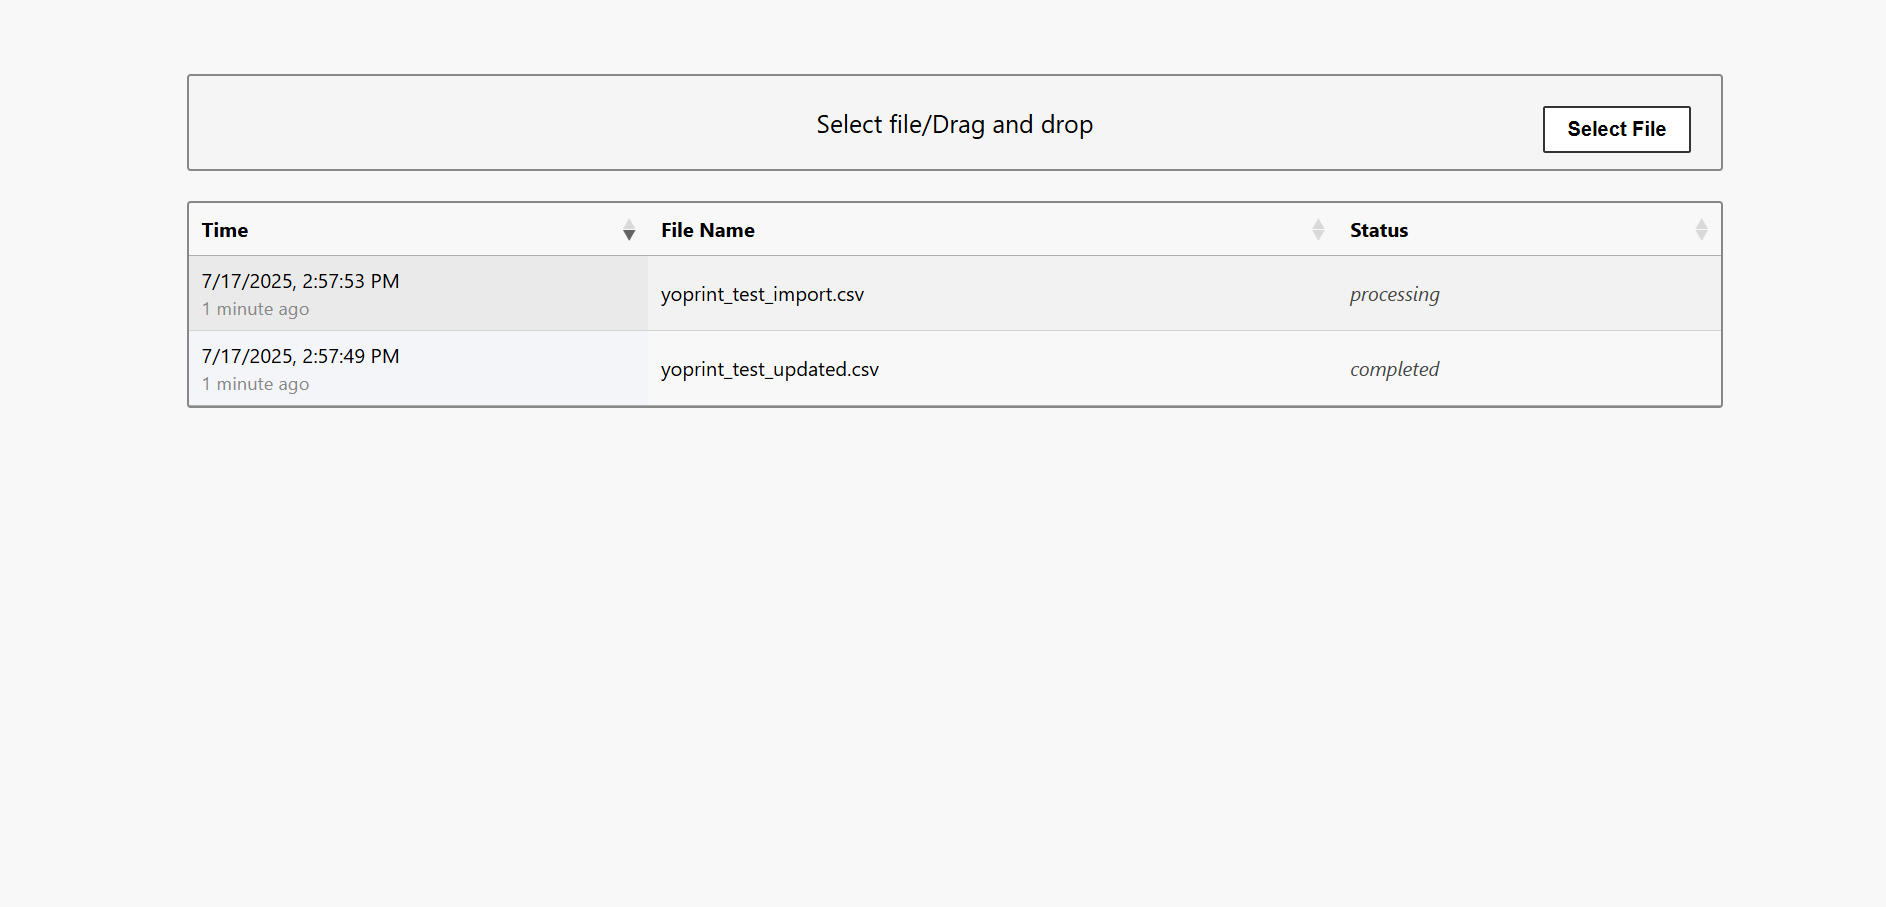 Select file/Drag and drop
Select File
Time File Name Status
7/17/2025, 2:57:53 PM
1 minute ago
yoprint_test_import.csv
processing
7/17/2025, 2:57:49 PM
1 minute ago
yoprint_test_updated.csv
completed